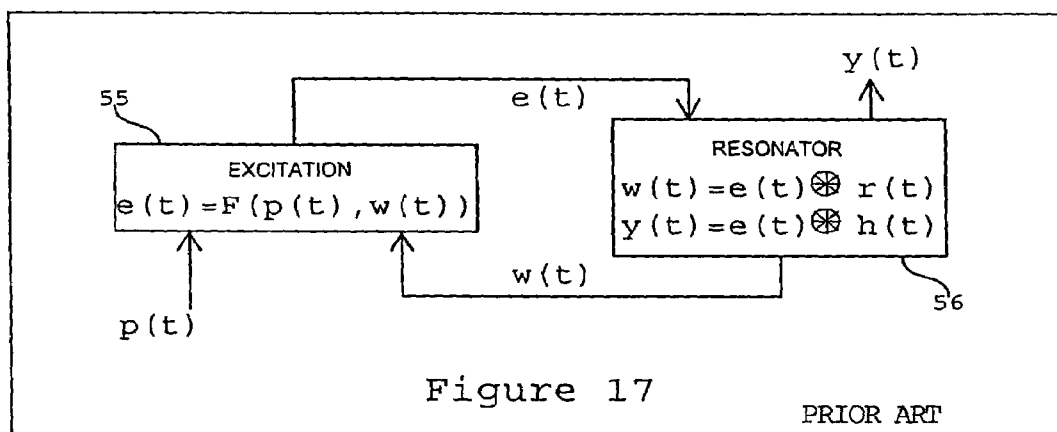 y(t)
55
e(t)
EXCITATION
e(t)=F(p(t),w(t))
RESONATOR
w(t)=e(t)⊛ r(t)
y(t)=e(t)⊛ h(t)
w(t)
56
p(t)
Figure 17
PRIOR ART